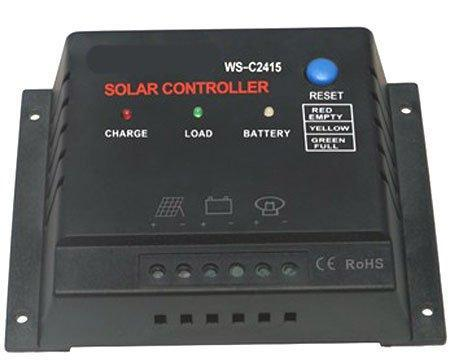 WS-C2415
SOLAR CONTROLLER
RESET
CHARGE LOAD BATTERY
RED
EMPTY
YELLOW
GREEN
FULL
+ - + - + -
CE RoHS